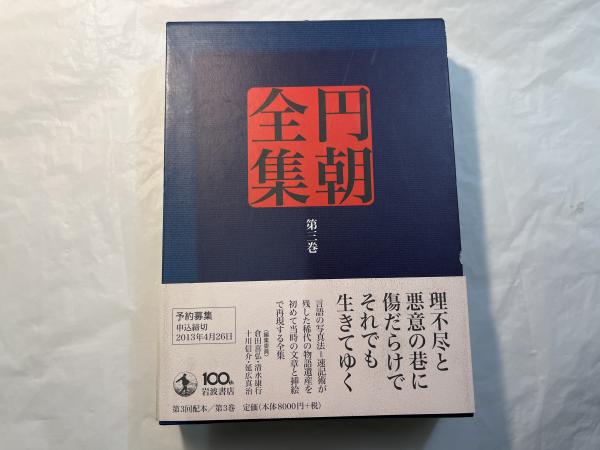 円朝
全集
第三巻
理不尽と
悪意の巷に
傷だらけで
それでも
生きてゆく
言語の写真法=速記術が
残した稀代の物語遺産を
初めて当時の文章と挿絵
で再現する全集
〈編集委員〉
倉田喜弘・清水康行
十川信介・延広真治
予約募集
申込締切
2013年4月26日
100th
岩波書店
第3回配本/第3巻 定価(本体8000円+税)